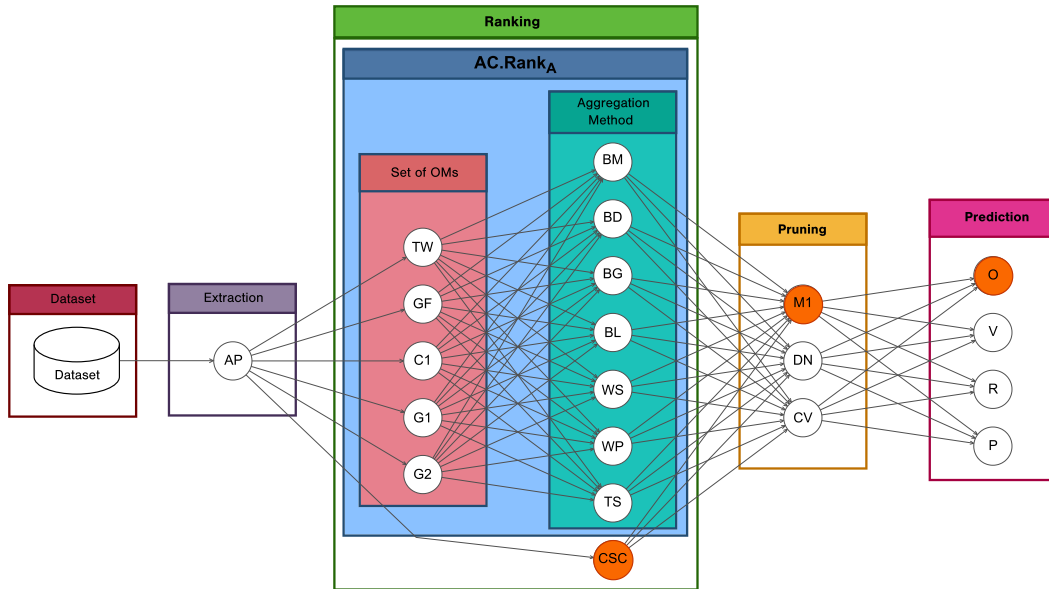 Ranking
AC.Rank_A
Aggregation
Method
Set of OMs
BM
BD
BG
BL
WS
WP
TS
CSC
TW
GF
C1
G1
G2
Dataset
Dataset
Extraction
AP
Pruning
M1
DN
CV
Prediction
O
V
R
P